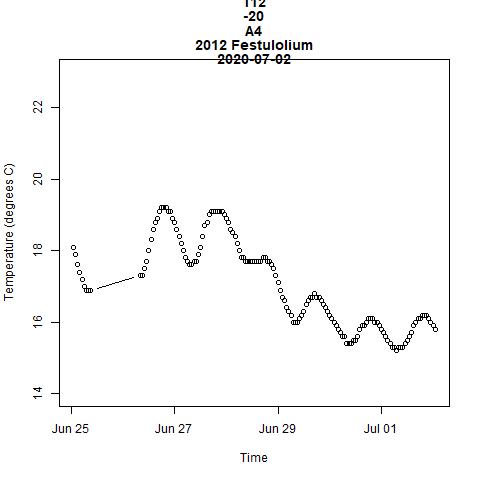 T12
-20
A4
2012 Festulolium
2020-07-02
Temperature (degrees C)
22
20
18
16
14
Jun 25 Jun 27 Jun 29 Jul 01
Time